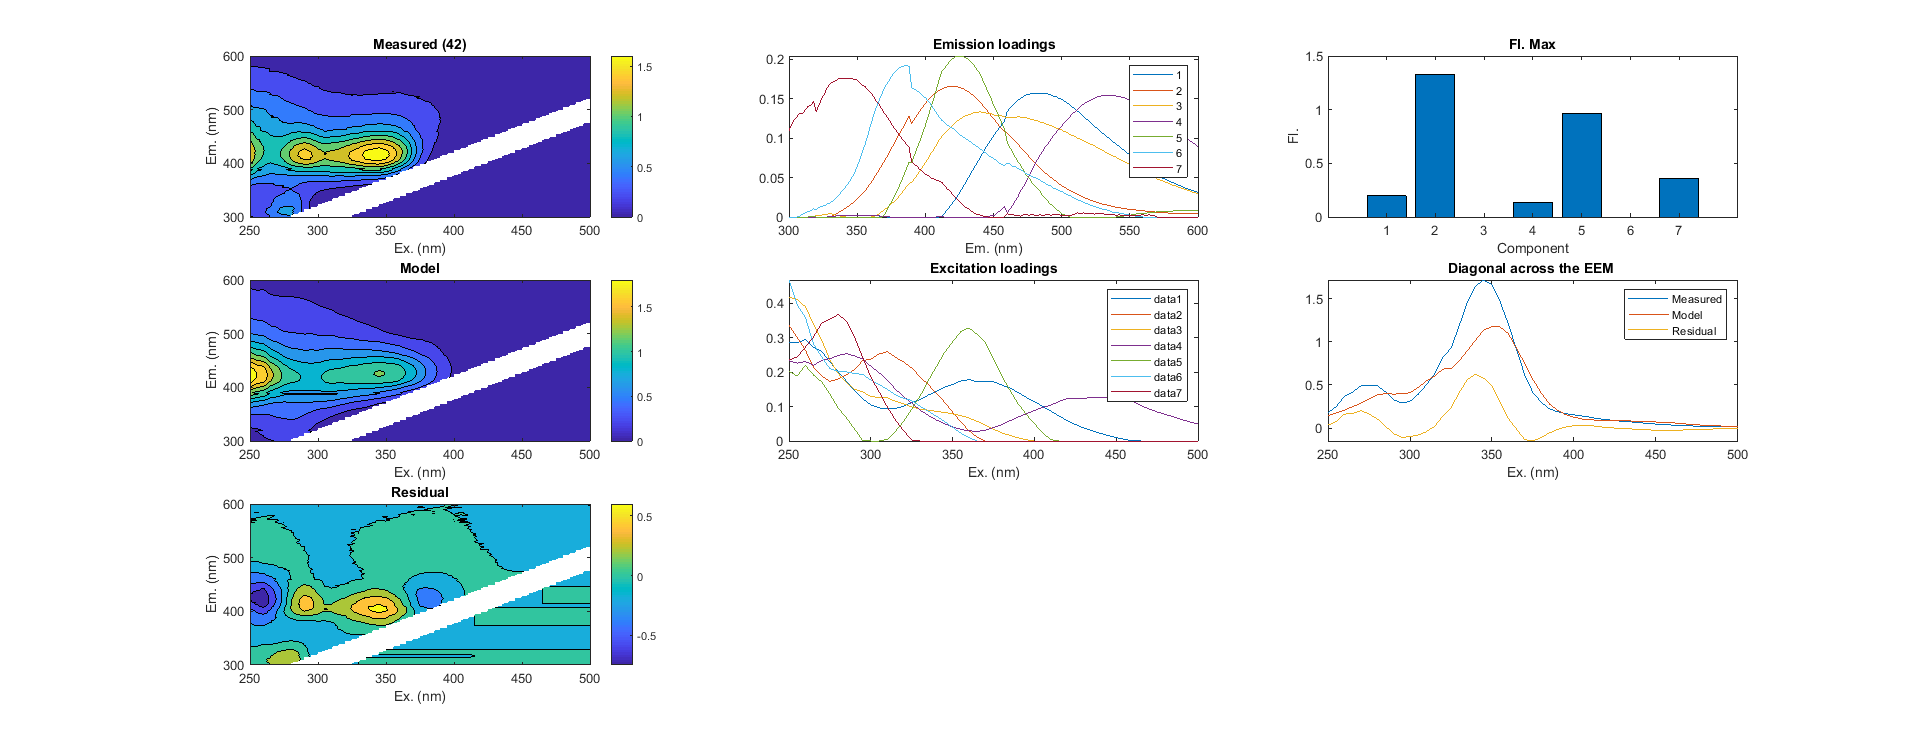 Measured (42)
600
500
400
300
Em. (nm)
250 300 350 400 450 500
Ex. (nm)
1.5
1
0.5
0
Emission loadings
0.2
0.15
0.1
0.05
0
300 350 400 450 500 550 600
Em. (nm)
1
2
3
4
5
6
7
Fl. Max
1.5
1
0.5
0
Fl.
1 2 3 4 5 6 7
Component
Model
600
500
400
300
Em. (nm)
250 300 350 400 450 500
Ex. (nm)
1.5
1
0.5
0
Excitation loadings
0.4
0.3
0.2
0.1
0
250 300 350 400 450 500
Ex. (nm)
data1
data2
data3
data4
data5
data6
data7
Diagonal across the EEM
1.5
1
0.5
0
250 300 350 400 450 500
Ex. (nm)
Measured
Model
Residual
Residual
600
500
400
300
Em. (nm)
250 300 350 400 450 500
Ex. (nm)
0.5
0
-0.5